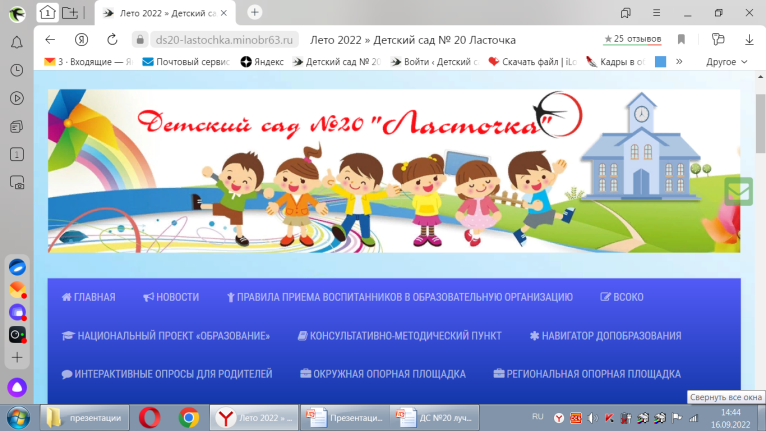 1
Лето 2022 » Детский са
ds20-lastochka.minobr63.ru
Лето 2022 » Детский сад № 20 Ласточка
25 отзывов
3 · Входящие — Я
Почтовый сервис
Яндекс
Детский сад № 20
Войти ‹ Детский с
Скачать файл | iLo
Кадры в об
Другое
Детский сад №20 "Ласточка"
1
ГЛАВНАЯ
НОВОСТИ
ПРАВИЛА ПРИЕМА ВОСПИТАННИКОВ В ОБРАЗОВАТЕЛЬНУЮ ОРГАНИЗАЦИЮ
ВСОКО
НАЦИОНАЛЬНЫЙ ПРОЕКТ «ОБРАЗОВАНИЕ»
КОНСУЛЬТАТИВНО-МЕТОДИЧЕСКИЙ ПУНКТ
НАВИГАТОР ДОПОБРАЗОВАНИЯ
ИНТЕРАКТИВНЫЕ ОПРОСЫ ДЛЯ РОДИТЕЛЕЙ
ОКРУЖНАЯ ОПОРНАЯ ПЛОЩАДКА
РЕГИОНАЛЬНАЯ ОПОРНАЯ ПЛОЩАДКА
Свернуть все окна
презентации
Лето 2022 » ...
Презентаци...
ДС №20 луч...
RU
14:44
16.09.2022